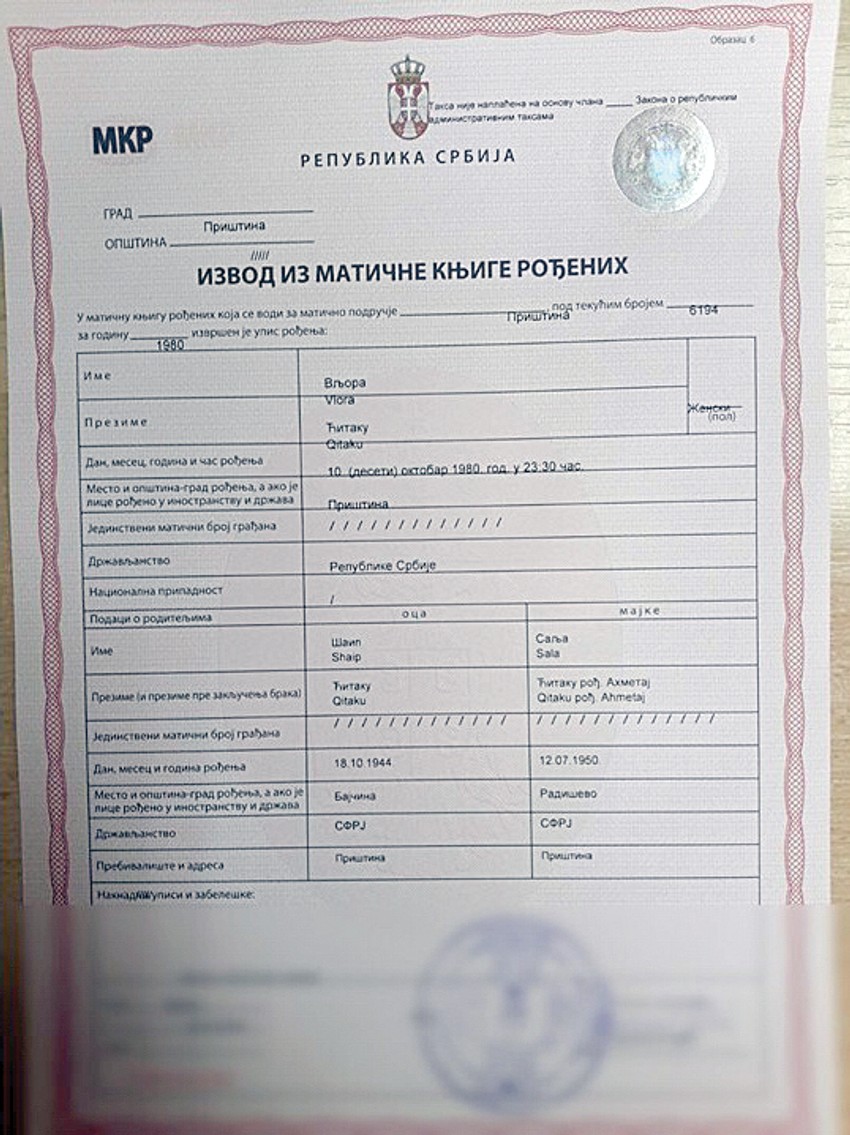 Образац 6
Такса није наплаћена на основу члана ____ Закона о републичким
административним таксама
МКР
РЕПУБЛИКА СРБИЈА
ГРАД
Приштина
ОПШТИНА
/////
ИЗВОД ИЗ МАТИЧНЕ КЊИГЕ РОЂЕНИХ
У матичну књигу рођених која се води за матично подручје Приштина, под текућим бројем 6194
за годину 1980 извршен је упис рођења:
Име
Вљора
Vlora
Женски
(пол)
Презиме
Ћитаку
Qitaku
Дан, месец, година и час рођења
10. (десети) октобар 1980. год. у 23:30 час.
Место и општина-град рођења, а ако је
лице рођено у иностранству и држава
Приштина
Јединствени матични број грађана
/ / / / / / / / / / / / /
Држављанство
Републике Србије
Национална припадност
/
Подаци о родитељима
оца
мајке
Име
Шаип
Shaip
Саља
Sala
Презиме (и презиме пре закључења брака)
Ћитаку
Qitaku
Ћитаку рођ. Ахметај
Qitaku рођ. Ahmetaj
Јединствени матични број грађана
/ / / / / / / / / / / / /
/ / / / / / / / / / / / /
Дан, месец и година рођења
18.10.1944
12.07.1950.
Место и општина-град рођења, а ако је
лице рођено у иностранству и држава
Бајчина
Радишево
Држављанство
СФРЈ
СФРЈ
Пребивалиште и адреса
Приштина
Приштина
Накнадни уписи и забелешке: